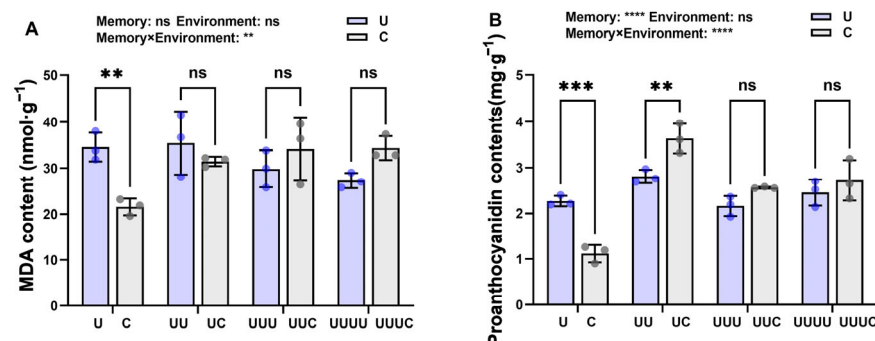 A
Memory: ns Environment: ns
Memory×Environment: **
U
C
MDA content (nmol·g⁻¹)
50
40
30
20
10
0
**
ns
ns
ns
U C UU UC UUU UUC UUUU UUUC
B
Memory: **** Environment: ns
Memory×Environment: ****
U
C
Proanthocyanidin contents(mg·g⁻¹)
5
4
3
2
1
0
***
**
ns
ns
U C UU UC UUU UUC UUUU UUUC